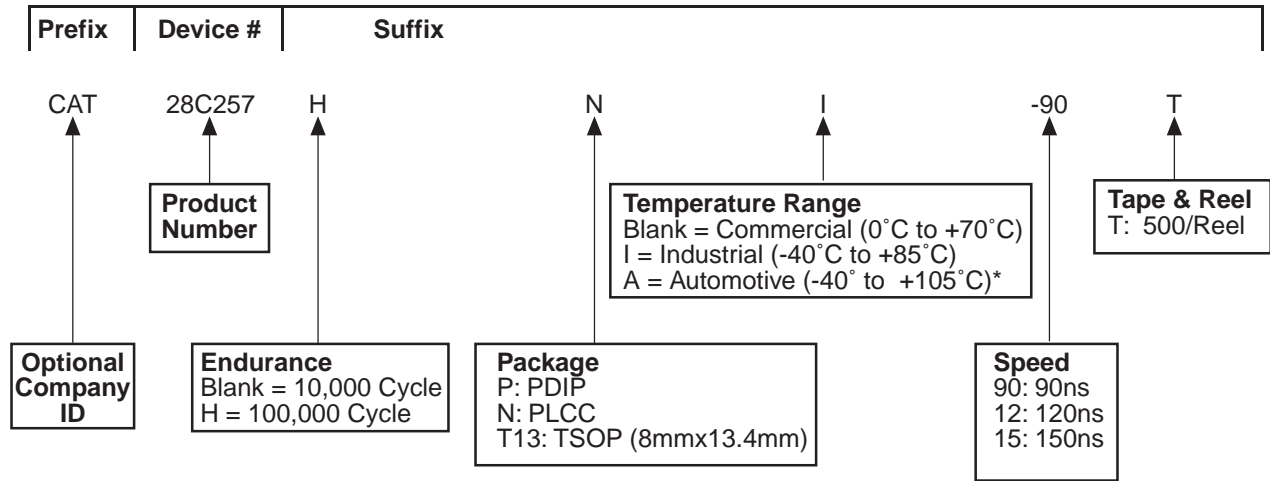 Prefix Device # Suffix
CAT 28C257 H N I -90 T
Product
Number
Temperature Range
Blank = Commercial (0˚C to +70˚C)
I = Industrial (-40˚C to +85˚C)
A = Automotive (-40˚ to +105˚C)*
Tape & Reel
T: 500/Reel
Optional
Company
ID
Endurance
Blank = 10,000 Cycle
H = 100,000 Cycle
Package
P: PDIP
N: PLCC
T13: TSOP (8mmx13.4mm)
Speed
90: 90ns
12: 120ns
15: 150ns